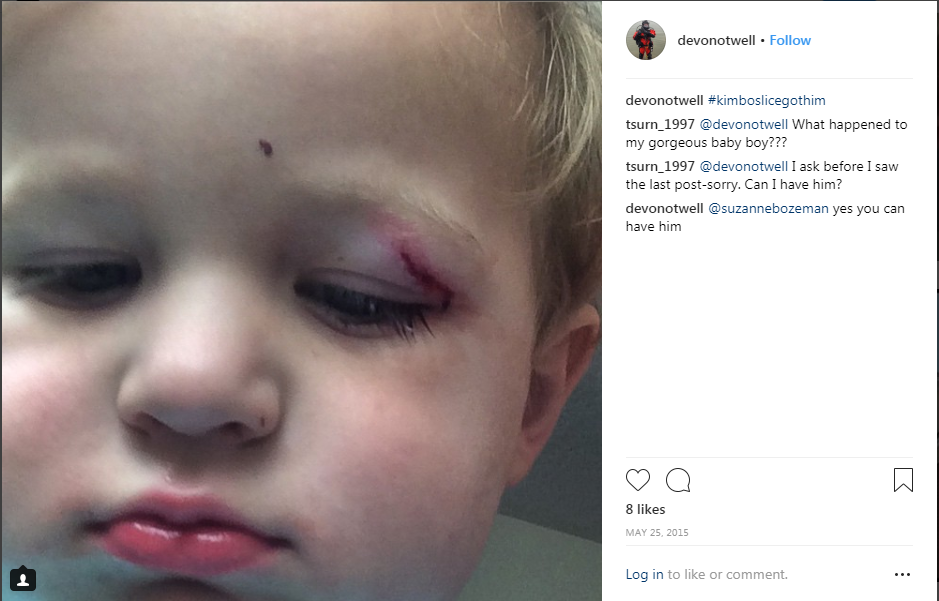 devonotwell • Follow
devonotwell #kimboslicegothim
tsurn_1997 @devonotwell What happened to
my gorgeous baby boy???
tsurn_1997 @devonotwell I ask before I saw
the last post-sorry. Can I have him?
devonotwell @suzannebozeman yes you can
have him
8 likes
MAY 25, 2015
Log in to like or comment.